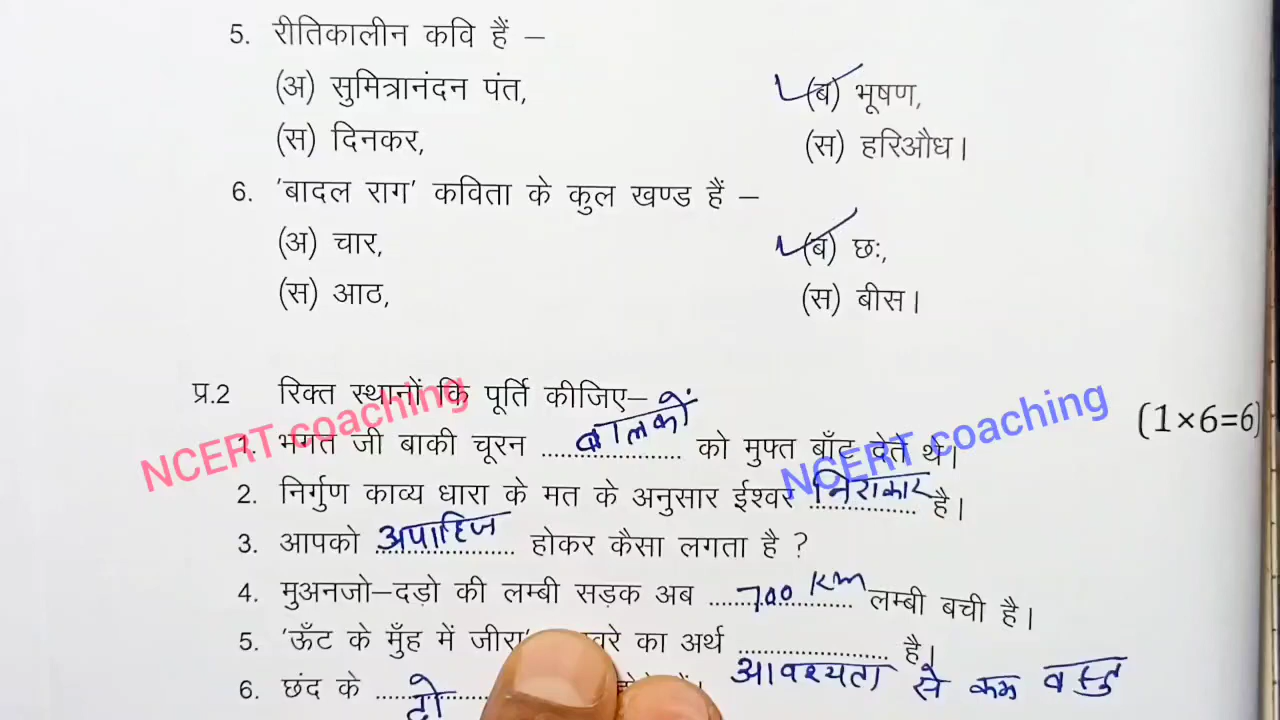 5. रीतिकालीन कवि हैं –
(अ) सुमित्रानंदन पंत, (ब) भूषण,
(स) दिनकर, (स) हरिऔध।
6. 'बादल राग' कविता के कुल खण्ड हैं –
(अ) चार, (ब) छः,
(स) आठ, (स) बीस।
प्र.2 रिक्त स्थानों कि पूर्ति कीजिए–
(1×6=6)
NCERT coaching
NCERT coaching
1. भगत जी बाकी चूरन बालकों को मुफ्त बाँट देते थे।
2. निर्गुण काव्य धारा के मत के अनुसार ईश्वर निराकार है।
3. आपको अपाहिज होकर कैसा लगता है ?
4. मुअनजो–दड़ो की लम्बी सड़क अब 700 km लम्बी बची है।
5. 'ऊँट के मुँह में जीरा' का अर्थ .................... है।
आवश्यता से कम वस्तु
6. छंद के दो